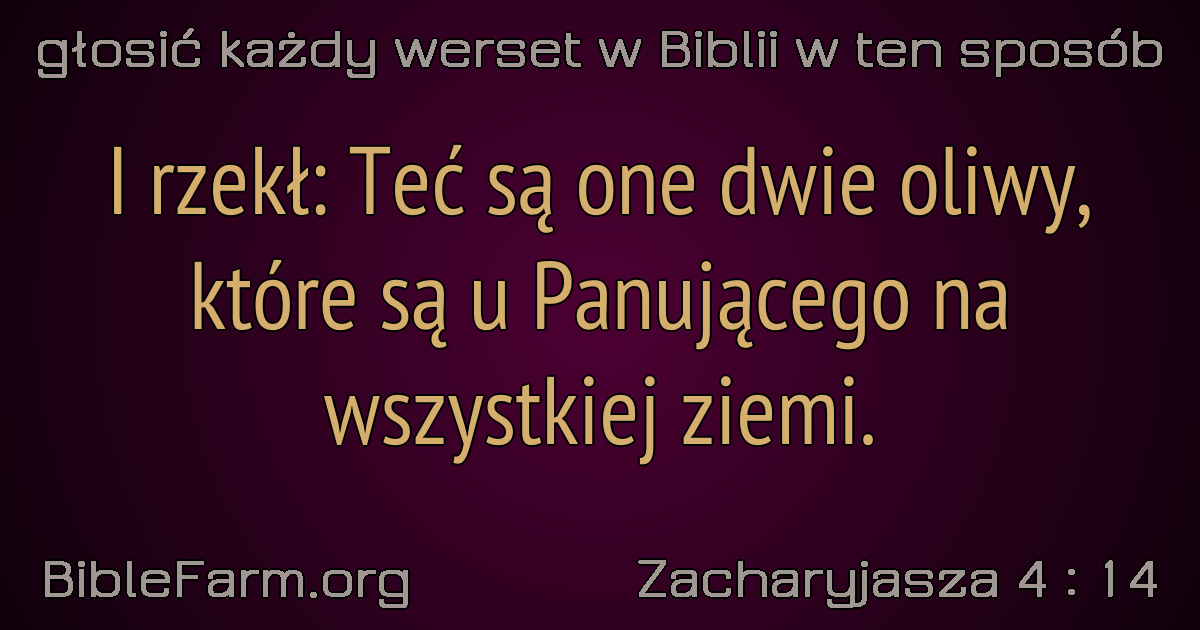 głosić każdy werset w Biblii w ten sposób
I rzekł: Teć są one dwie oliwy,
które są u Panującego na
wszystkiej ziemi.
BibleFarm.org
Zacharyjasza 4 : 14